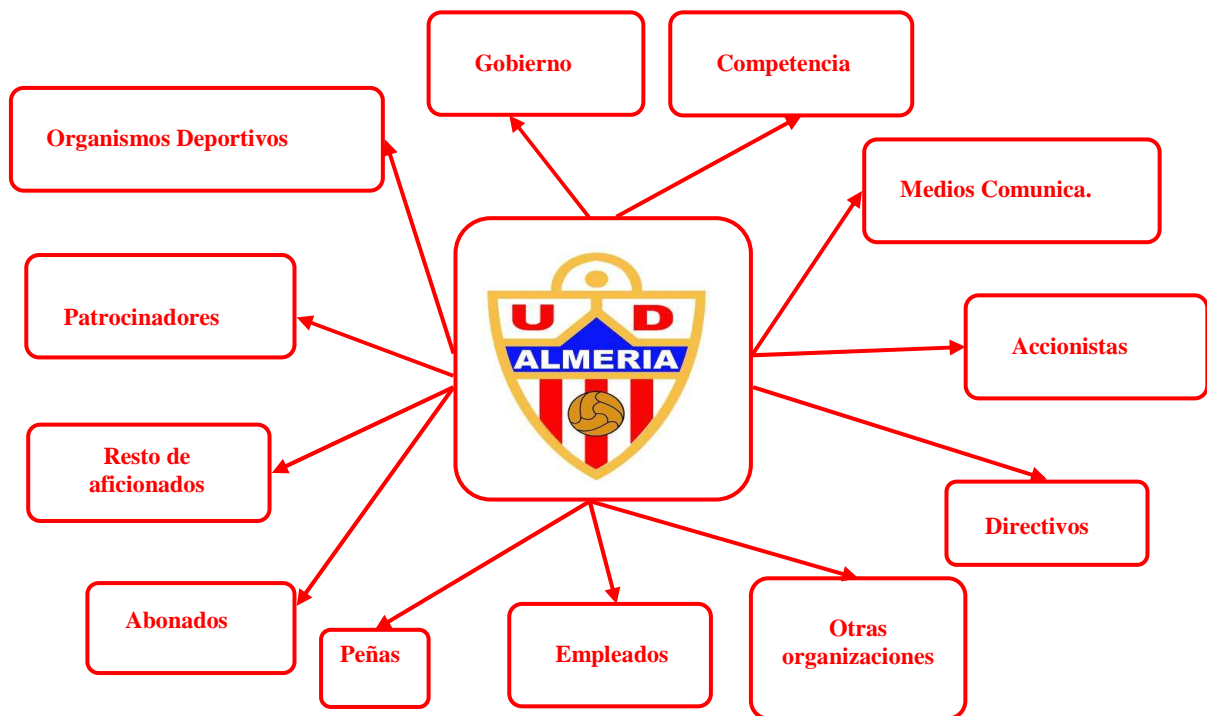 Gobierno
Competencia
Organismos Deportivos
Medios Comunica.
Patrocinadores
U D
ALMERIA
Accionistas
Resto de
aficionados
Directivos
Abonados
Peñas
Empleados
Otras
organizaciones